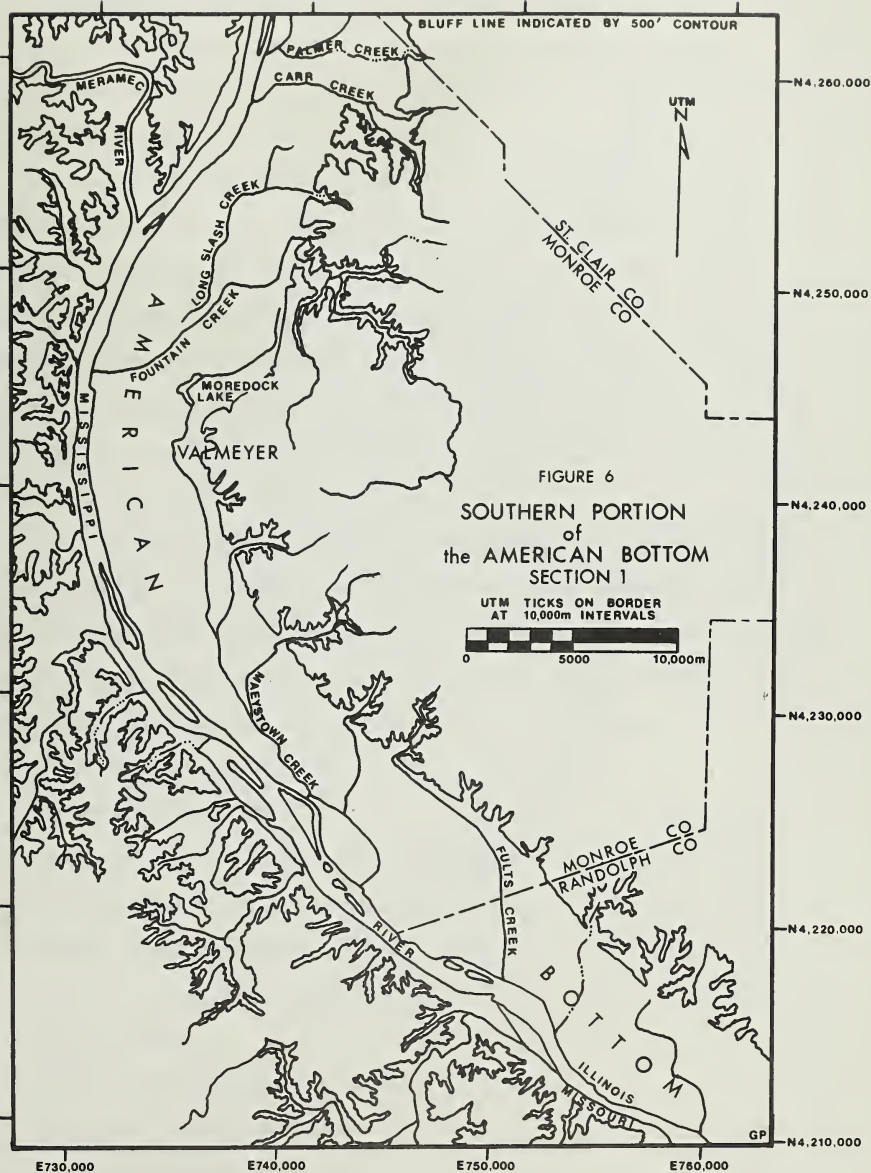 BLUFF LINE INDICATED BY 500' CONTOUR
PALMER CREEK
CARR CREEK
MERAMEC
RIVER
UTM
N
N4,260,000
LONG SLASH CREEK
ST. CLAIR CO
MONROE CO
N4,250,000
FOUNTAIN CREEK
AMERICAN
MOREDOCK
LAKE
MISSISSIPPI
VALMEYER
FIGURE 6
SOUTHERN PORTION
of
the AMERICAN BOTTOM
SECTION 1
N4,240,000
UTM TICKS ON BORDER
AT 10,000m INTERVALS
0 5000 10,000m
MAEYSTOWN CREEK
N4,230,000
FULTS CREEK
MONROE CO
RANDOLPH CO
RIVER
N4,220,000
BOTTOM
ILLINOIS
MISSOURI
GP
N4,210,000
E730,000 E740,000 E750,000 E760,000